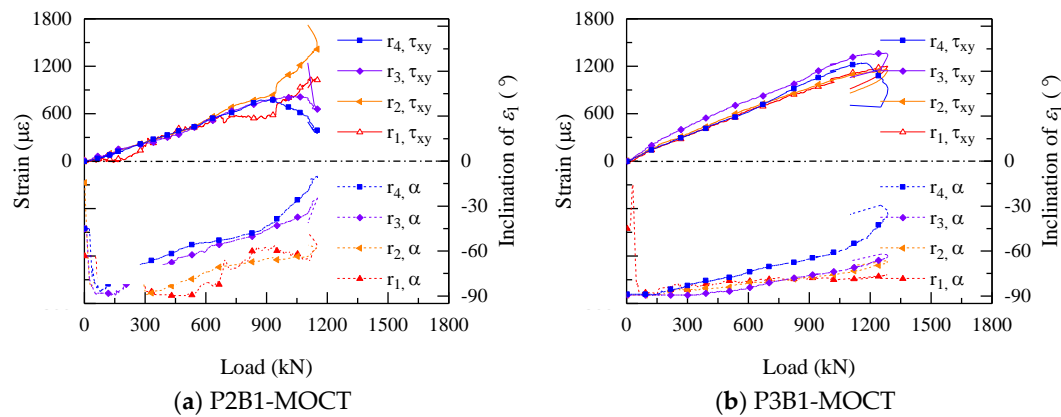 1800
1200
600
0
Strain (με)
r4, τxy
r3, τxy
r2, τxy
r1, τxy
r4, α
r3, α
r2, α
r1, α
0
-30
-60
-90
Inclination of ε1 (°)
0 300 600 900 1200 1500 1800
Load (kN)
(a) P2B1-MOCT
1800
1200
600
0
Strain (με)
r4, τxy
r3, τxy
r2, τxy
r1, τxy
r4, α
r3, α
r2, α
r1, α
0
-30
-60
-90
Inclination of ε1 (°)
0 300 600 900 1200 1500 1800
Load (kN)
(b) P3B1-MOCT